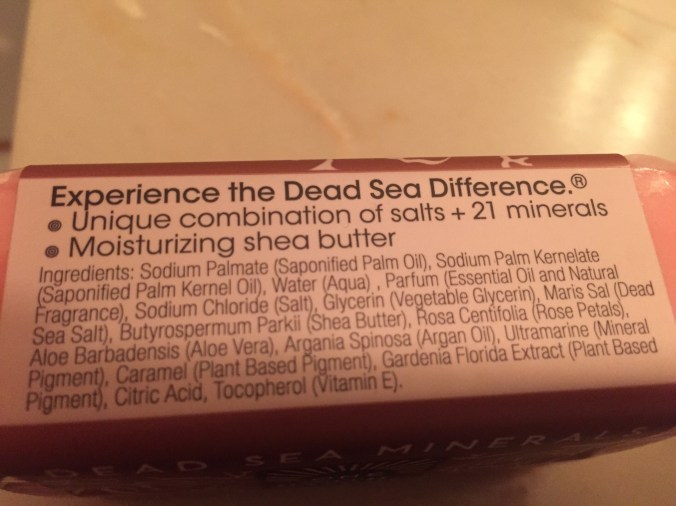 Experience the Dead Sea Difference.®
Unique combination of salts + 21 minerals
Moisturizing shea butter
Ingredients: Sodium Palmate (Saponified Palm Oil), Sodium Palm Kernelate
(Saponified Palm Kernel Oil), Water (Aqua) , Parfum (Essential Oil and Natural
Fragrance), Sodium Chloride (Salt), Glycerin (Vegetable Glycerin), Maris Sal (Dead
Sea Salt), Butyrospermum Parkii (Shea Butter), Rosa Centifolia (Rose Petals),
Aloe Barbadensis (Aloe Vera), Argania Spinosa (Argan Oil), Ultramarine (Mineral
Pigment), Caramel (Plant Based Pigment), Gardenia Florida Extract (Plant Based
Pigment), Citric Acid, Tocopherol (Vitamin E).
DEAD SEA MINERALS